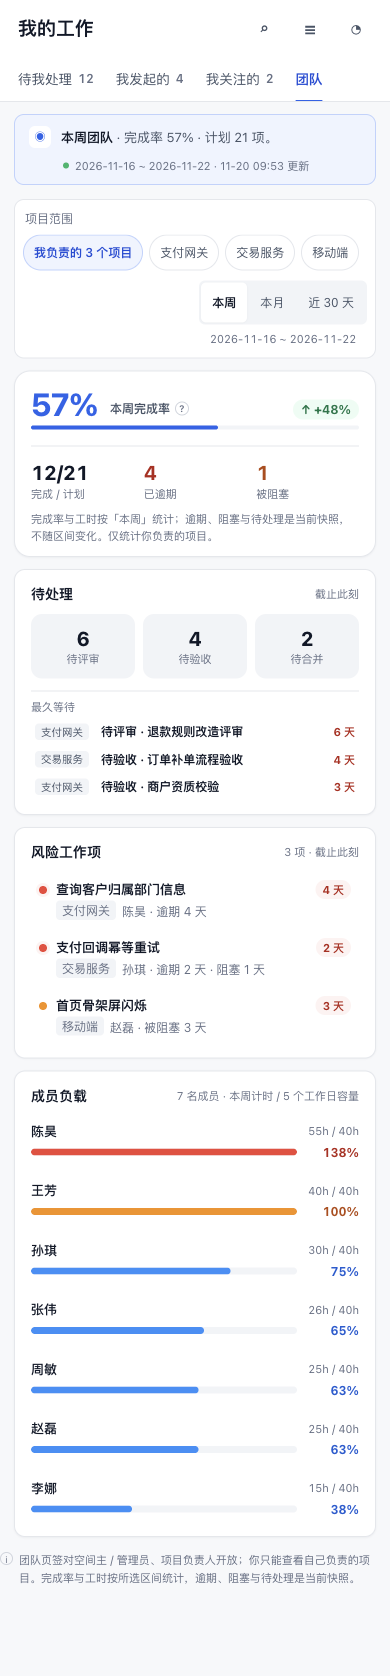 我的工作
待我处理 12 我发起的 4 我关注的 2 团队
本周团队 · 完成率 57% · 计划 21 项。
2026-11-16 ~ 2026-11-22 · 11-20 09:53 更新
项目范围
我负责的 3 个项目 支付网关 交易服务 移动端
本周 本月 近 30 天
2026-11-16 ~ 2026-11-22
57% 本周完成率 ? ↑ +48%
12/21 4 1
完成 / 计划 已逾期 被阻塞
完成率与工时按「本周」统计；逾期、阻塞与待处理是当前快照，
不随区间变化。仅统计你负责的项目。
待处理 截止此刻
6 4 2
待评审 待验收 待合并
最久等待
支付网关 待评审 · 退款规则改造评审 6 天
交易服务 待验收 · 订单补单流程验收 4 天
支付网关 待验收 · 商户资质校验 3 天
风险工作项 3 项 · 截止此刻
查询客户归属部门信息 4 天
支付网关 陈昊 · 逾期 4 天
支付回调幂等重试 2 天
交易服务 孙琪 · 逾期 2 天 · 阻塞 1 天
首页骨架屏闪烁 3 天
移动端 赵磊 · 被阻塞 3 天
成员负载 7 名成员 · 本周计时 / 5 个工作日容量
陈昊 55h / 40h
138%
王芳 40h / 40h
100%
孙琪 30h / 40h
75%
张伟 26h / 40h
65%
周敏 25h / 40h
63%
赵磊 25h / 40h
63%
李娜 15h / 40h
38%
团队页签对空间主 / 管理员、项目负责人开放；你只能查看自己负责的项
目。完成率与工时按所选区间统计，逾期、阻塞与待处理是当前快照。